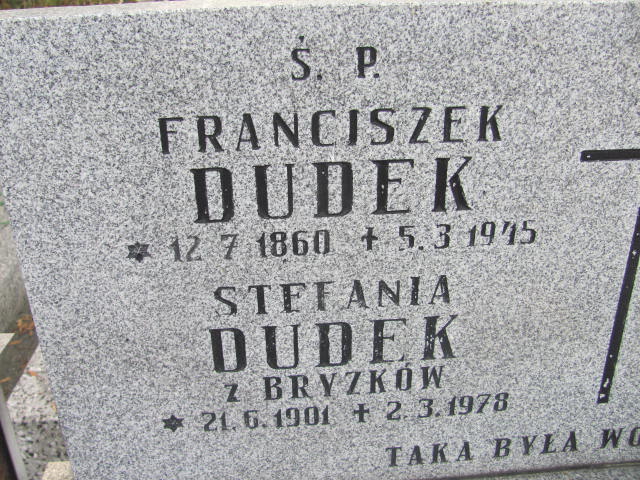 Ś. P.
FRANCISZEK
DUDEK
* 12 7 1860 + 5. 3 1945
STEFANIA
DUDEK
z BRYZKÓW
* 21. 6. 1901 + 2. 3. 1978
TAKA BYŁA WO